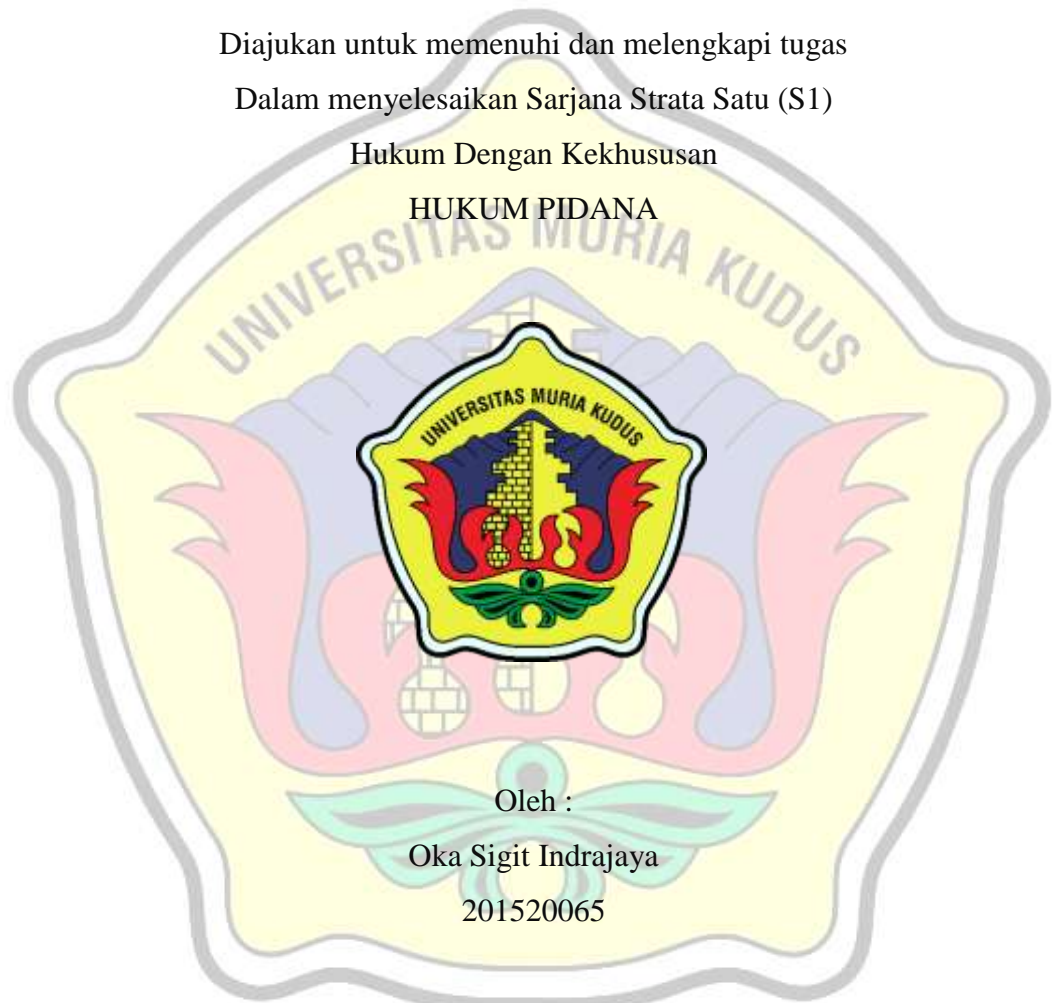 Diajukan untuk memenuhi dan melengkapi tugas
Dalam menyelesaikan Sarjana Strata Satu (S1)
Hukum Dengan Kekhususan
HUKUM PIDANA
UNIVERSITAS MURIA KUDUS
UNIVERSITAS MURIA KUDUS
Oleh :
Oka Sigit Indrajaya
201520065